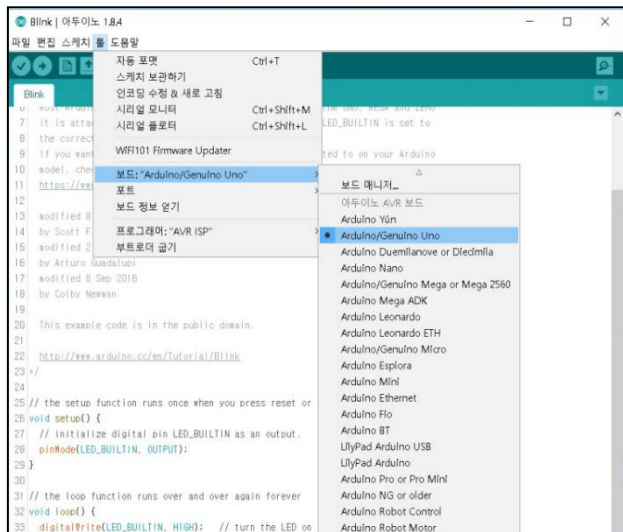 Blink | 아두이노 1.8.4
파일 편집 스케치 툴 도움말
자동 포맷 Ctrl+T
스케치 보관하기
인코딩 수정 & 새로 고침
시리얼 모니터 Ctrl+Shift+M
시리얼 플로터 Ctrl+Shift+L
WiFi101 Firmware Updater
보드: "Arduino/Genuino Uno"
포트
보드 정보 얻기
프로그래머: "AVR ISP"
부트로더 굽기
보드 매니저...
아두이노 AVR 보드
Arduino Yún
Arduino/Genuino Uno
Arduino Duemilanove or Diecimila
Arduino Nano
Arduino/Genuino Mega or Mega 2560
Arduino Mega ADK
Arduino Leonardo
Arduino Leonardo ETH
Arduino/Genuino Micro
Arduino Esplora
Arduino Mini
Arduino Ethernet
Arduino Fio
Arduino BT
LilyPad Arduino USB
LilyPad Arduino
Arduino Pro or Pro Mini
Arduino NG or older
Arduino Robot Control
Arduino Robot Motor
Blink
7 it is LED_BUILTIN is set to
8 the correct
9 If you want ted to on your Arduino
10 model,
11
12
13 modified 8
14 by Scott F
15 modified 2
16 by Arturo Guadalupi
17 modified 8 Sep 2016
18 by Colby Newman
19
20 This example code is in the public domain.
21
22 http://www.arduino.cc/en/Tutorial/Blink
23 */
24
25 // the setup function runs once when you press reset or
26 void setup() {
27 // initialize digital pin LED_BUILTIN as an output.
28 pinMode(LED_BUILTIN, OUTPUT);
29 }
30
31 // the loop function runs over and over again forever
32 void loop() {
33 digitalWrite(LED_BUILTIN, HIGH); // turn the LED on